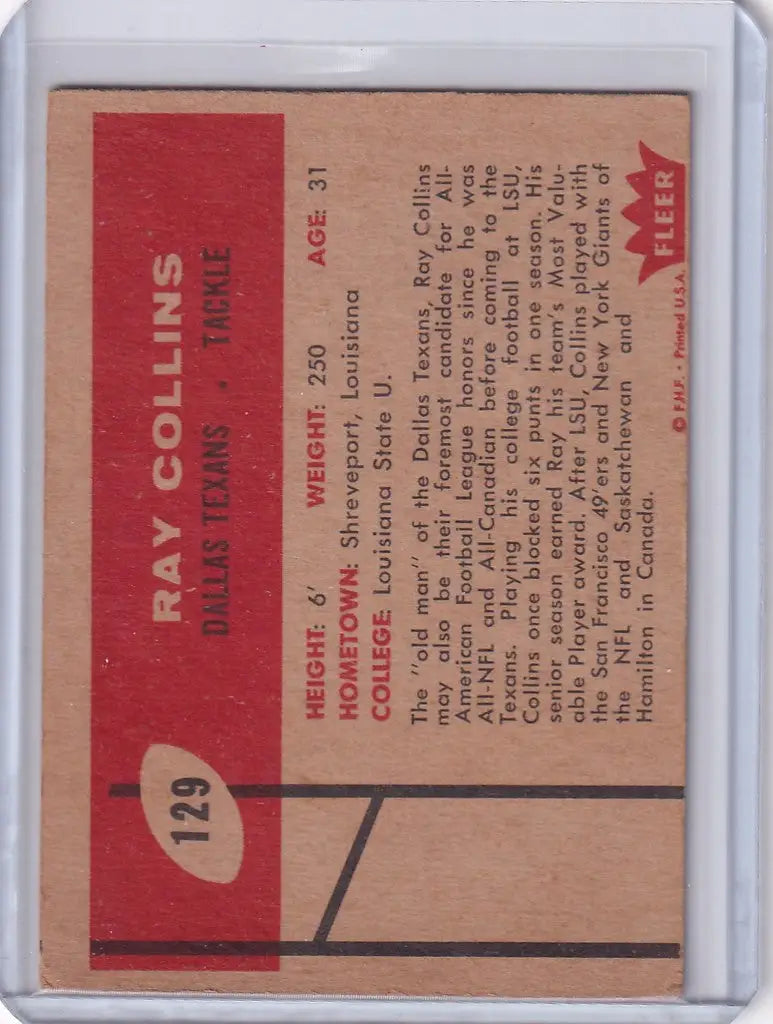 129
RAY COLLINS
DALLAS TEXANS • TACKLE
HEIGHT: 6' WEIGHT: 250 AGE: 31
HOMETOWN: Shreveport, Louisiana
COLLEGE: Louisiana State U.
The "old man" of the Dallas Texans, Ray Collins
may also be their foremost candidate for All-
American Football League honors since he was
All-NFL and All-Canadian before coming to the
Texans. Playing his college football at LSU,
Collins once blocked six punts in one season. His
senior season earned Ray his team's Most Valu-
able Player award. After LSU, Collins played with
the San Francisco 49'ers and New York Giants of
the NFL and Saskatchewan and
Hamilton in Canada.
FLEER
© F.H.F. • Printed U.S.A.